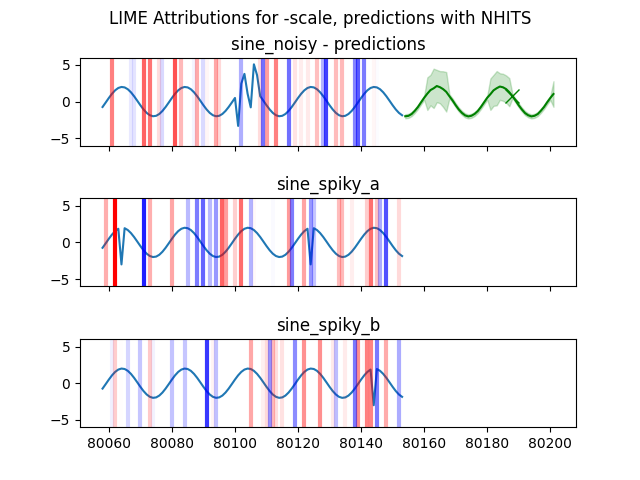 LIME Attributions for -scale, predictions with NHITS
sine_noisy - predictions
5
0
−5
sine_spiky_a
5
0
−5
sine_spiky_b
5
0
−5
80060 80080 80100 80120 80140 80160 80180 80200